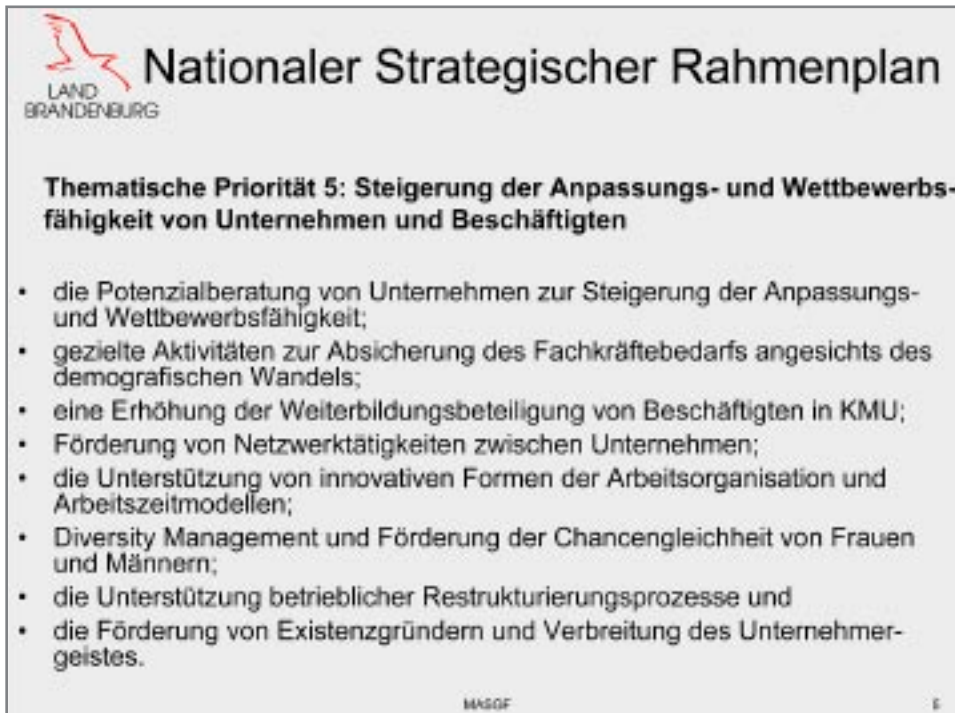 LAND
BRANDENBURG
Nationaler Strategischer Rahmenplan
Thematische Priorität 5: Steigerung der Anpassungs- und Wettbewerbs-
fähigkeit von Unternehmen und Beschäftigten
• die Potenzialberatung von Unternehmen zur Steigerung der Anpassungs-
und Wettbewerbsfähigkeit;
• gezielte Aktivitäten zur Absicherung des Fachkräftebedarfs angesichts des
demografischen Wandels;
• eine Erhöhung der Weiterbildungsbeteiligung von Beschäftigten in KMU;
• Förderung von Netzwerktätigkeiten zwischen Unternehmen;
• die Unterstützung von innovativen Formen der Arbeitsorganisation und
Arbeitszeitmodellen;
• Diversity Management und Förderung der Chancengleichheit von Frauen
und Männern;
• die Unterstützung betrieblicher Restrukturierungsprozesse und
• die Förderung von Existenzgründern und Verbreitung des Unternehmer-
geistes.
MASGF